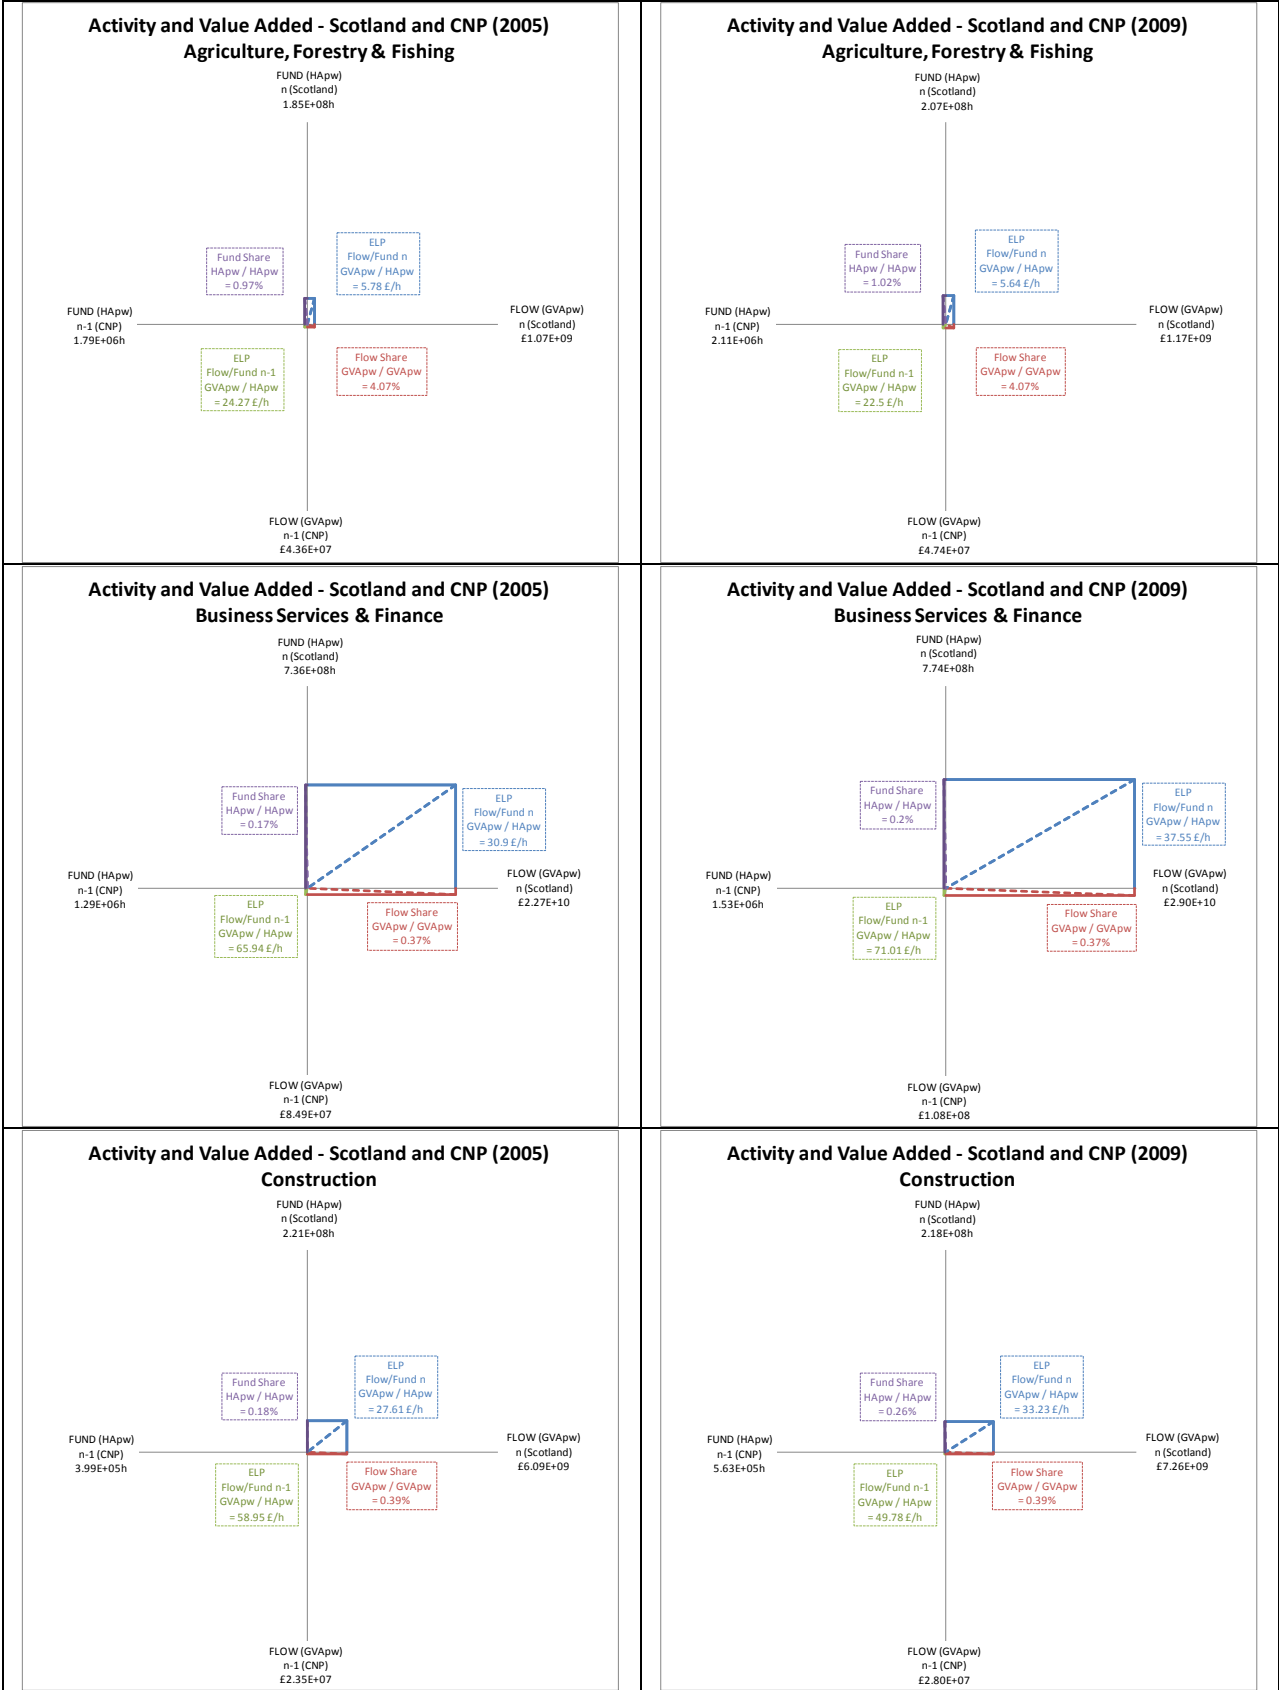 Activity and Value Added - Scotland and CNP (2005)
Agriculture, Forestry & Fishing
FUND (HApw)
n (Scotland)
1.85E+08h
Fund Share
HApw / HApw
= 0.97%
ELP
Flow/Fund n
GVApw / HApw
= 5.78 £/h
FUND (HApw)
n-1 (CNP)
1.79E+06h
FLOW (GVApw)
n (Scotland)
£1.07E+09
ELP
Flow/Fund n-1
GVApw / HApw
= 24.27 £/h
Flow Share
GVApw / GVApw
= 4.07%
FLOW (GVApw)
n-1 (CNP)
£4.36E+07
Activity and Value Added - Scotland and CNP (2009)
Agriculture, Forestry & Fishing
FUND (HApw)
n (Scotland)
2.07E+08h
Fund Share
HApw / HApw
= 1.02%
ELP
Flow/Fund n
GVApw / HApw
= 5.64 £/h
FUND (HApw)
n-1 (CNP)
2.11E+06h
FLOW (GVApw)
n (Scotland)
£1.17E+09
ELP
Flow/Fund n-1
GVApw / HApw
= 22.5 £/h
Flow Share
GVApw / GVApw
= 4.07%
FLOW (GVApw)
n-1 (CNP)
£4.74E+07
Activity and Value Added - Scotland and CNP (2005)
Business Services & Finance
FUND (HApw)
n (Scotland)
7.36E+08h
Fund Share
HApw / HApw
= 0.17%
ELP
Flow/Fund n
GVApw / HApw
= 30.9 £/h
FUND (HApw)
n-1 (CNP)
1.29E+06h
FLOW (GVApw)
n (Scotland)
£2.27E+10
ELP
Flow/Fund n-1
GVApw / HApw
= 65.94 £/h
Flow Share
GVApw / GVApw
= 0.37%
FLOW (GVApw)
n-1 (CNP)
£8.49E+07
Activity and Value Added - Scotland and CNP (2009)
Business Services & Finance
FUND (HApw)
n (Scotland)
7.74E+08h
Fund Share
HApw / HApw
= 0.2%
ELP
Flow/Fund n
GVApw / HApw
= 37.55 £/h
FUND (HApw)
n-1 (CNP)
1.53E+06h
FLOW (GVApw)
n (Scotland)
£2.90E+10
ELP
Flow/Fund n-1
GVApw / HApw
= 71.01 £/h
Flow Share
GVApw / GVApw
= 0.37%
FLOW (GVApw)
n-1 (CNP)
£1.08E+08
Activity and Value Added - Scotland and CNP (2005)
Construction
FUND (HApw)
n (Scotland)
2.21E+08h
Fund Share
HApw / HApw
= 0.18%
ELP
Flow/Fund n
GVApw / HApw
= 27.61 £/h
FUND (HApw)
n-1 (CNP)
3.99E+05h
FLOW (GVApw)
n (Scotland)
£6.09E+09
ELP
Flow/Fund n-1
GVApw / HApw
= 58.95 £/h
Flow Share
GVApw / GVApw
= 0.39%
FLOW (GVApw)
n-1 (CNP)
£2.35E+07
Activity and Value Added - Scotland and CNP (2009)
Construction
FUND (HApw)
n (Scotland)
2.18E+08h
Fund Share
HApw / HApw
= 0.26%
ELP
Flow/Fund n
GVApw / HApw
= 33.23 £/h
FUND (HApw)
n-1 (CNP)
5.63E+05h
FLOW (GVApw)
n (Scotland)
£7.26E+09
ELP
Flow/Fund n-1
GVApw / HApw
= 49.78 £/h
Flow Share
GVApw / GVApw
= 0.39%
FLOW (GVApw)
n-1 (CNP)
£2.80E+07